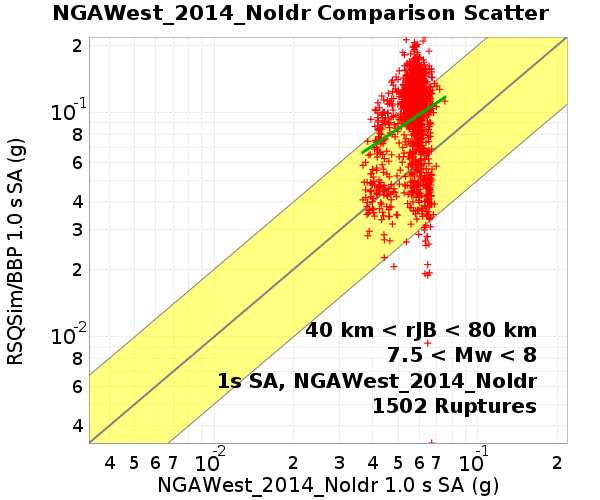 NGAWest_2014_NoIdr Comparison Scatter
RSQSim/BBP 1.0 s SA (g)
2
10⁻¹
8
6
4
3
2
10⁻²
8
6
4
40 km < rJB < 80 km
7.5 < Mw < 8
1s SA, NGAWest_2014_NoIdr
1502 Ruptures
4 5 6 7 10⁻² 2 3 4 5 6 7 10⁻¹ 2
NGAWest_2014_NoIdr 1.0 s SA (g)